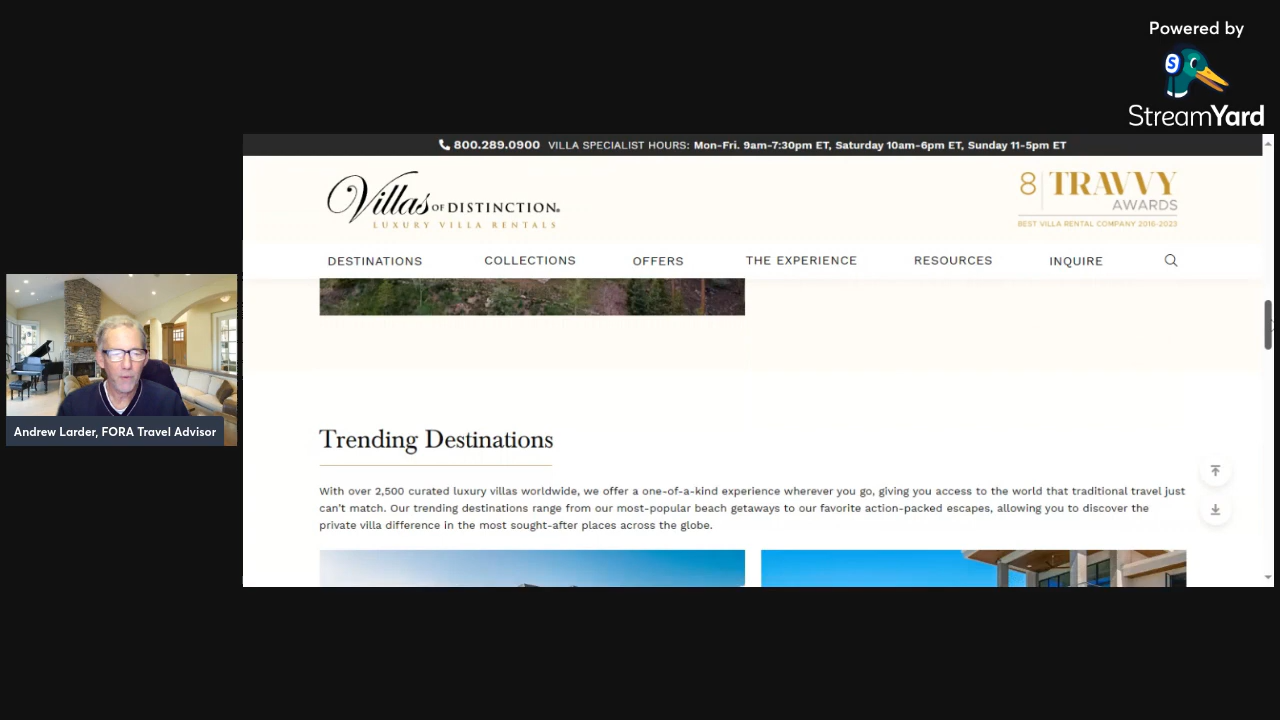 Powered by
S
StreamYard
800.289.0900 VILLA SPECIALIST HOURS: Mon-Fri. 9am-7:30pm ET, Saturday 10am-6pm ET, Sunday 11-5pm ET
Villas OF DISTINCTION®
LUXURY VILLA RENTALS
8 TRAVVY
AWARDS
BEST VILLA RENTAL COMPANY 2016-2023
DESTINATIONS COLLECTIONS OFFERS THE EXPERIENCE RESOURCES INQUIRE
Andrew Larder, FORA Travel Advisor
Trending Destinations
With over 2,500 curated luxury villas worldwide, we offer a one-of-a-kind experience wherever you go, giving you access to the world that traditional travel just
can't match. Our trending destinations range from our most-popular beach getaways to our favorite action-packed escapes, allowing you to discover the
private villa difference in the most sought-after places across the globe.